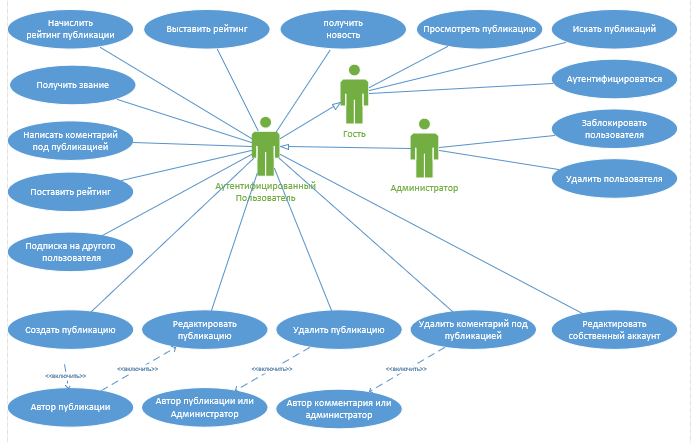 Начислить
рейтинг публикации
Выставить рейтинг
получить
новость
Просмотреть публикацию
Искать публикаций
Получить звание
Аутентифицироваться
Гость
Заблокировать
пользователя
Написать коментарий
под публикацией
Аутентифицированный
Пользователь
Администратор
Удалить пользователя
Поставить рейтинг
Подписка на другого
пользователя
Создать публикацию
Редактировать
публикацию
Удалить публикацию
Удалить коментарий под
публикацией
Редактировать
собственный аккаунт
<<включить>>
<<включить>>
<<включить>>
<<включить>>
Автор публикации
Автор публикации или
Администратор
Автор комментария или
администратор